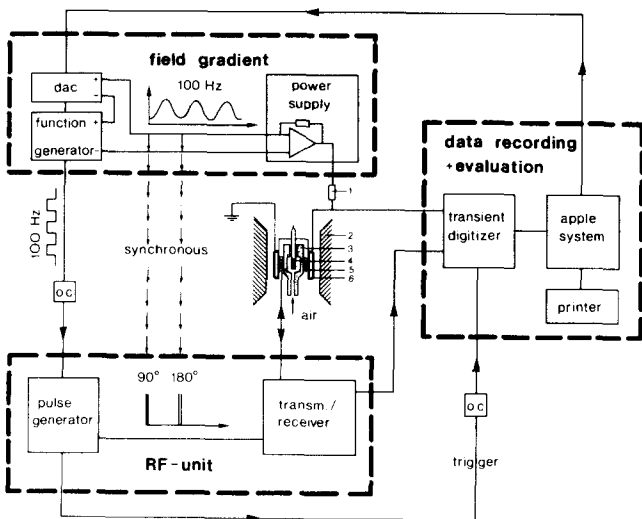 field gradient
dac
+
-
function
generator
+
-
100 Hz
power
supply
100 Hz
synchronous
oc
1
2
3
4
5
6
air
data recording
+evaluation
transient
digitizer
apple
system
printer
90° 180°
pulse
generator
transm./
receiver
RF-unit
oc
trigger